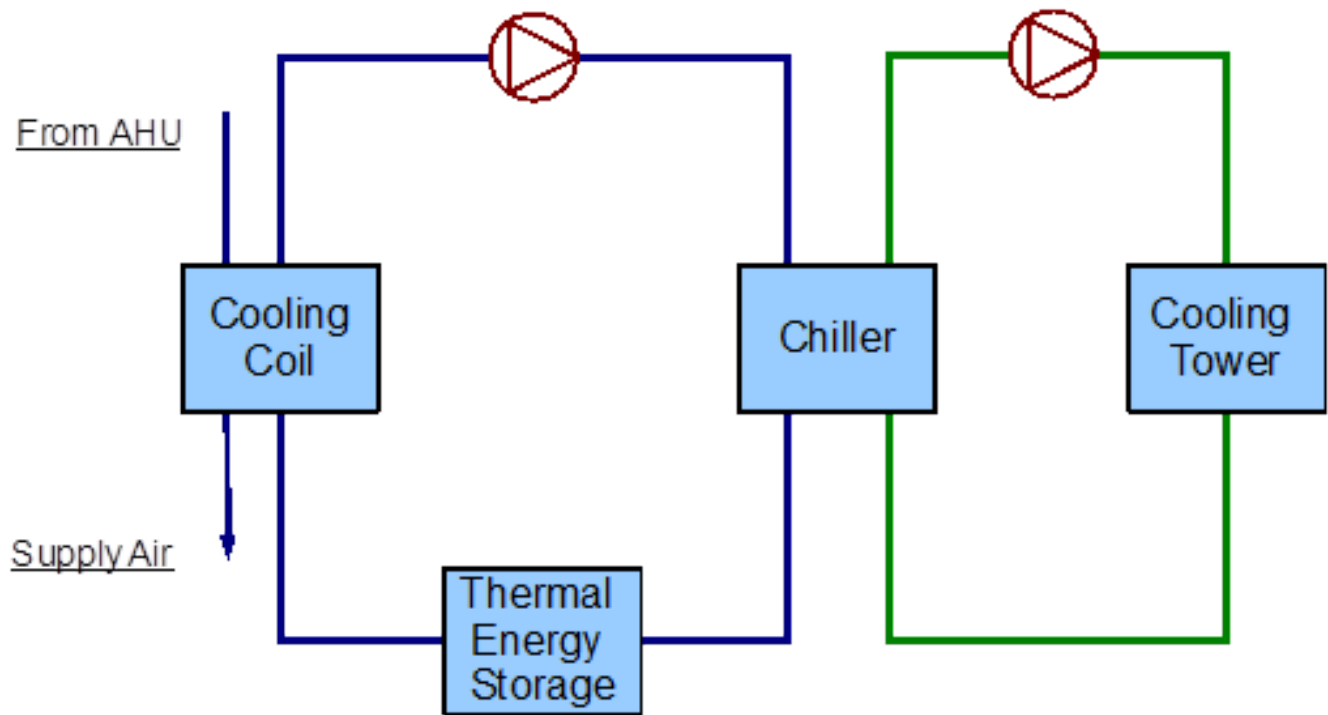 From AHU
Cooling
Coil
Chiller
Cooling
Tower
Supply Air
Thermal
Energy
Storage